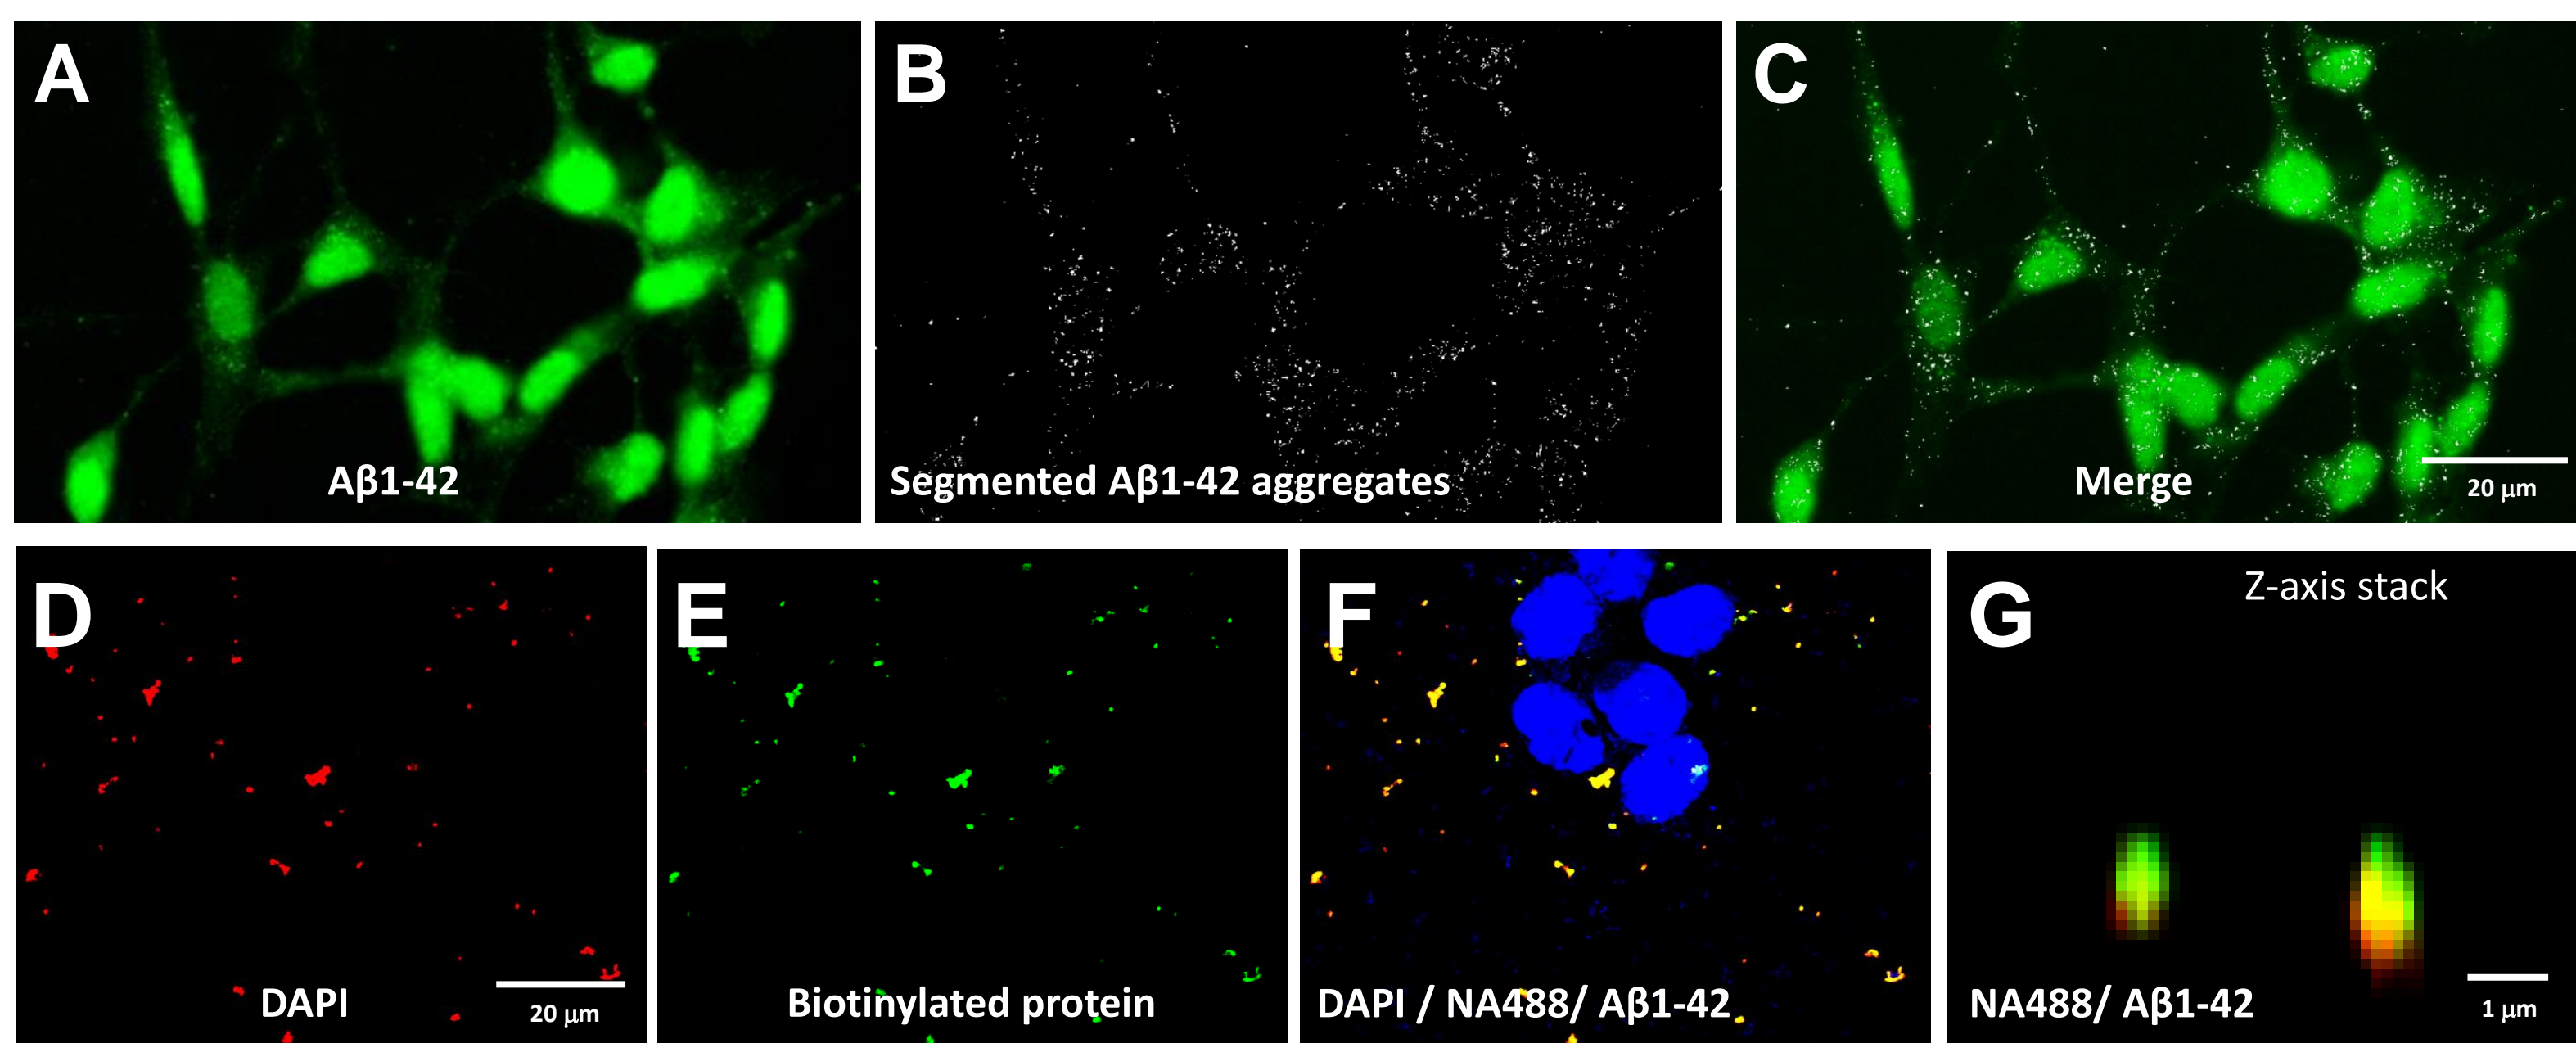 A
Aβ1-42
B
Segmented Aβ1-42 aggregates
C
Merge
20 μm
D
DAPI
20 μm
E
Biotinylated protein
F
DAPI / NA488/ Aβ1-42
G
Z-axis stack
NA488/ Aβ1-42
1 μm